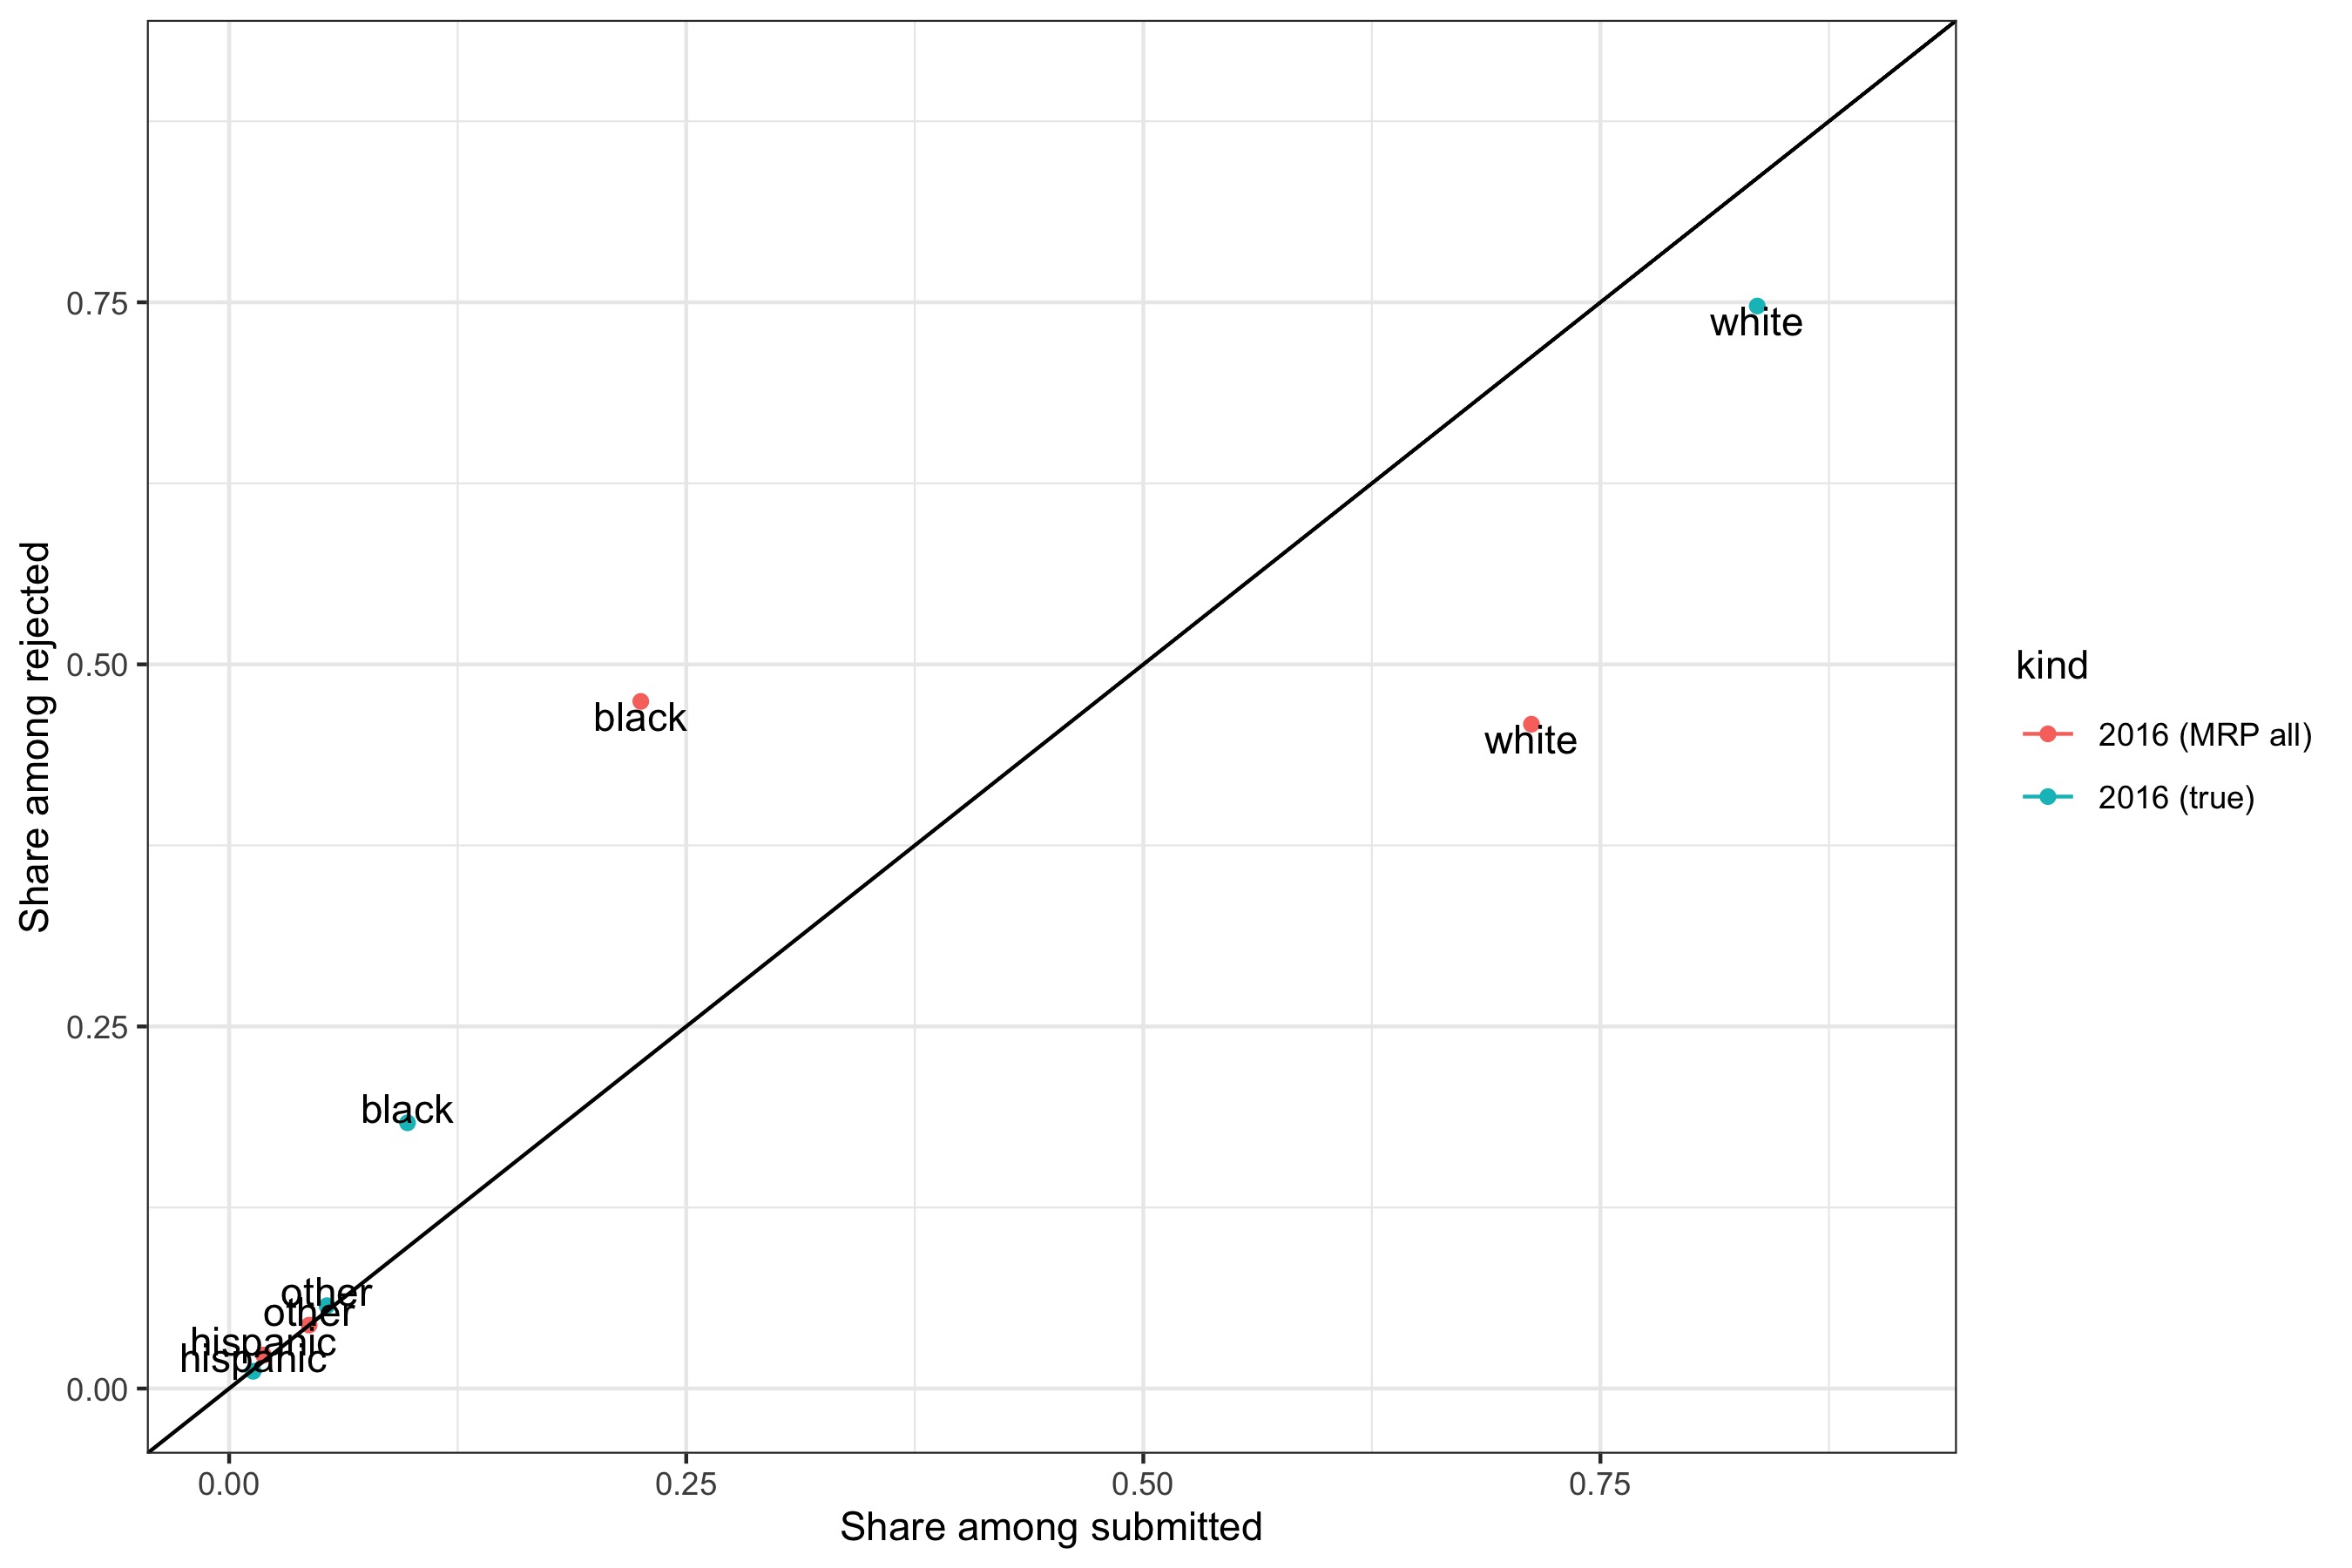 Share among rejected
0.75
0.50
0.25
0.00
white
black
white
black
other
other
hispanic
hispanic
0.00 0.25 0.50 0.75
Share among submitted
kind
2016 (MRP all)
2016 (true)